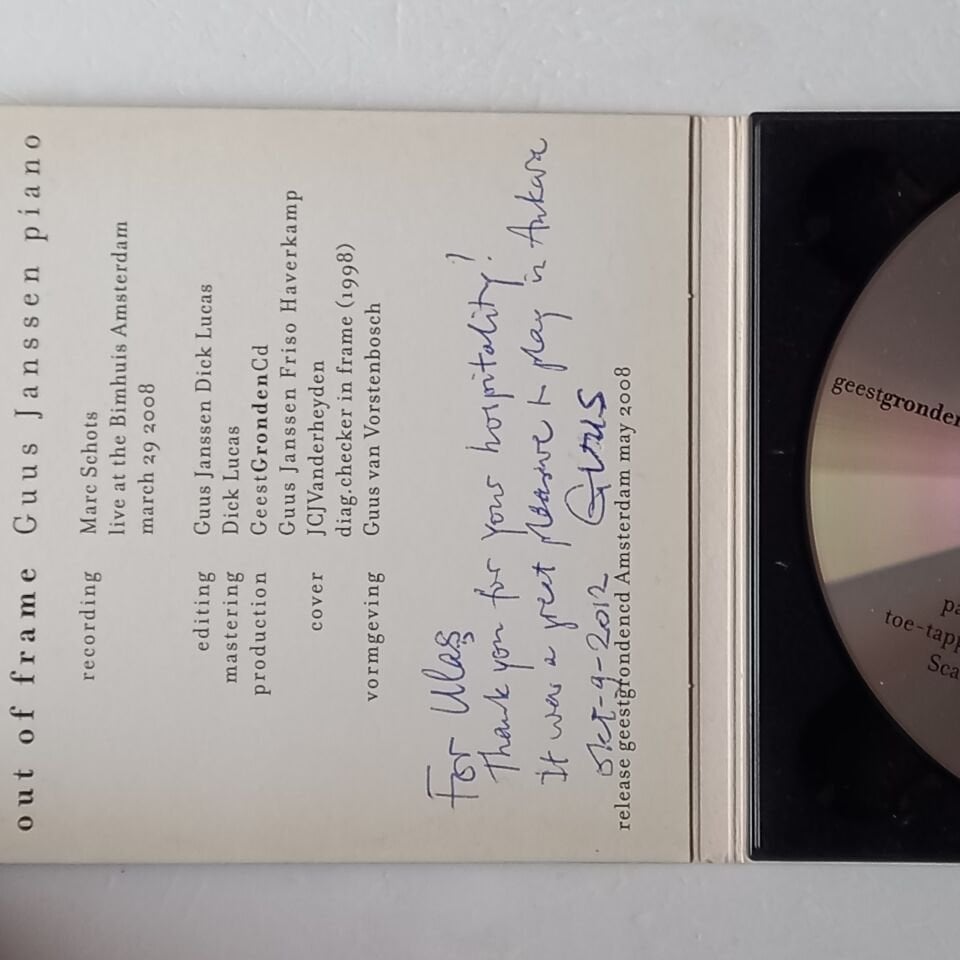 out of frame Guus Janssen piano
recording Marc Schots
live at the Bimhuis Amsterdam
march 29 2008
editing Guus Janssen Dick Lucas
mastering Dick Lucas
production GeestGrondenCd
Guus Janssen Friso Haverkamp
cover JCJVanderheyden
diag.checker in frame (1998)
vormgeving Guus van Vorstenbosch
For Ulaş
Thank you for your hospitality!
It was a great pleasure to play in Ankara
okt-9-2012 Guus
release geestgrondencd Amsterdam may 2008
geestgronden
toe-tapp
Sca